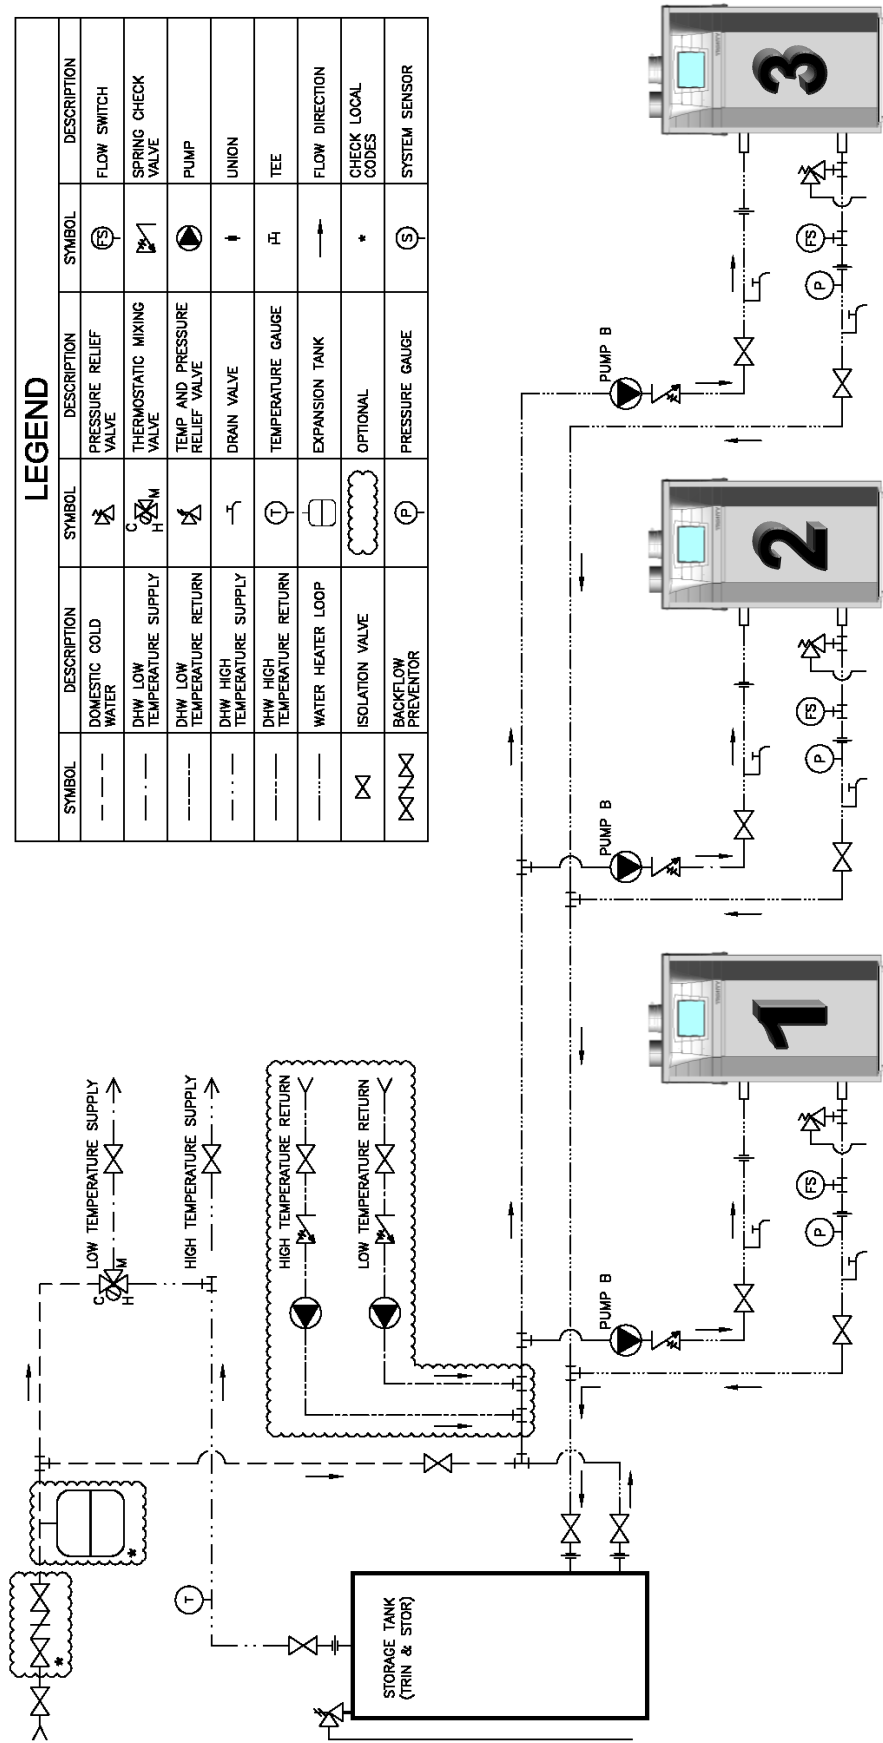 LEGEND
SYMBOL
DESCRIPTION
SYMBOL
DESCRIPTION
SYMBOL
DESCRIPTION
DOMESTIC COLD
WATER
PRESSURE RELIEF
VALVE
FS
FLOW SWITCH
DHW LOW
TEMPERATURE SUPPLY
C
H
M
THERMOSTATIC MIXING
VALVE
SPRING CHECK
VALVE
DHW LOW
TEMPERATURE RETURN
TEMP AND PRESSURE
RELIEF VALVE
PUMP
DHW HIGH
TEMPERATURE SUPPLY
DRAIN VALVE
UNION
DHW HIGH
TEMPERATURE RETURN
T
TEMPERATURE GAUGE
TEE
WATER HEATER LOOP
EXPANSION TANK
FLOW DIRECTION
ISOLATION VALVE
OPTIONAL
*
CHECK LOCAL
CODES
BACKFLOW
PREVENTOR
P
PRESSURE GAUGE
S
SYSTEM SENSOR
*
*
LOW TEMPERATURE SUPPLY
C
M
H
HIGH TEMPERATURE SUPPLY
T
HIGH TEMPERATURE RETURN
LOW TEMPERATURE RETURN
STORAGE TANK
(TRIN & STOR)
PUMP B
P
FS
1
PUMP B
P
FS
2
PUMP B
P
FS
3